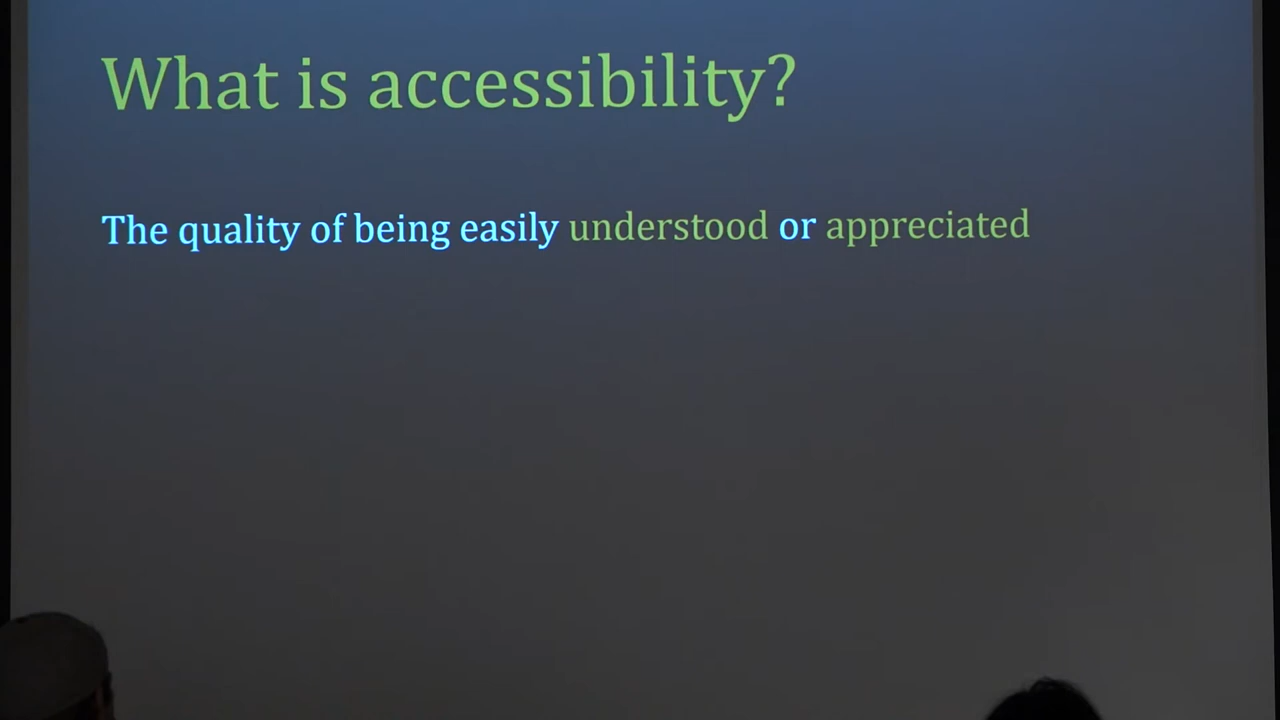 What is accessibility?
The quality of being easily understood or appreciated